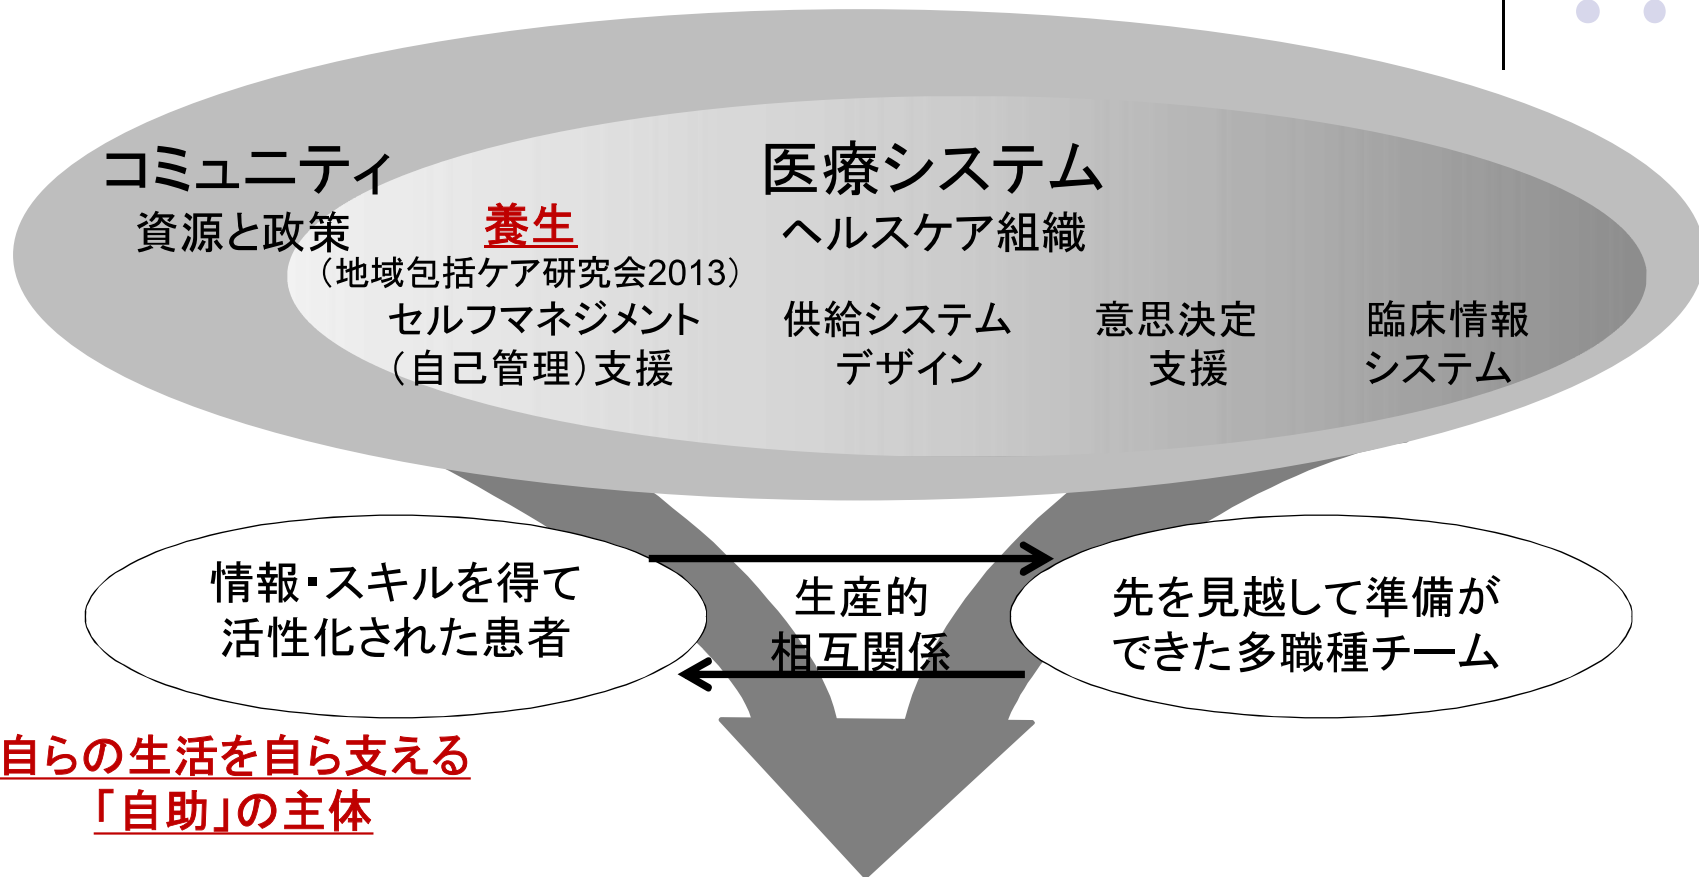 コミュニティ
資源と政策
医療システム
ヘルスケア組織
養生
（地域包括ケア研究会2013）
セルフマネジメント
（自己管理）支援
供給システム
デザイン
意思決定
支援
臨床情報
システム
情報・スキルを得て
活性化された患者
生産的
相互関係
先を見越して準備が
できた多職種チーム
自らの生活を自ら支える
「自助」の主体